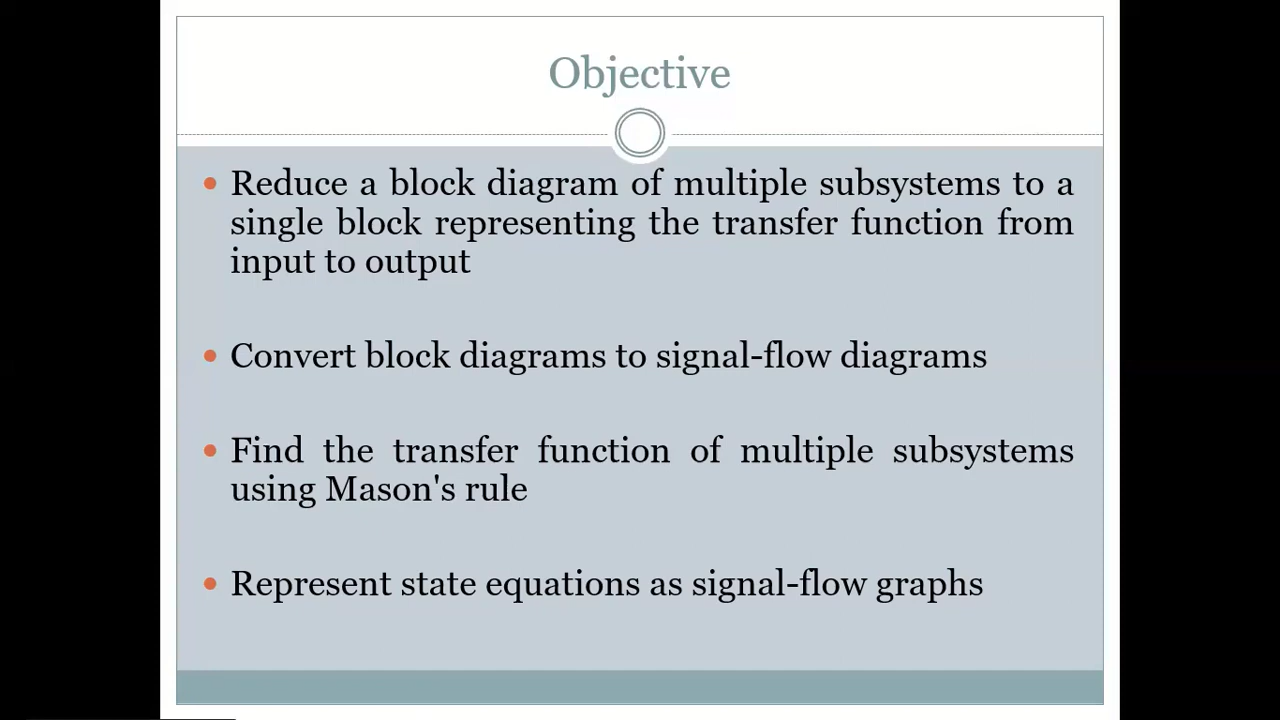 Objective
• Reduce a block diagram of multiple subsystems to a
single block representing the transfer function from
input to output
• Convert block diagrams to signal-flow diagrams
• Find the transfer function of multiple subsystems
using Mason's rule
• Represent state equations as signal-flow graphs